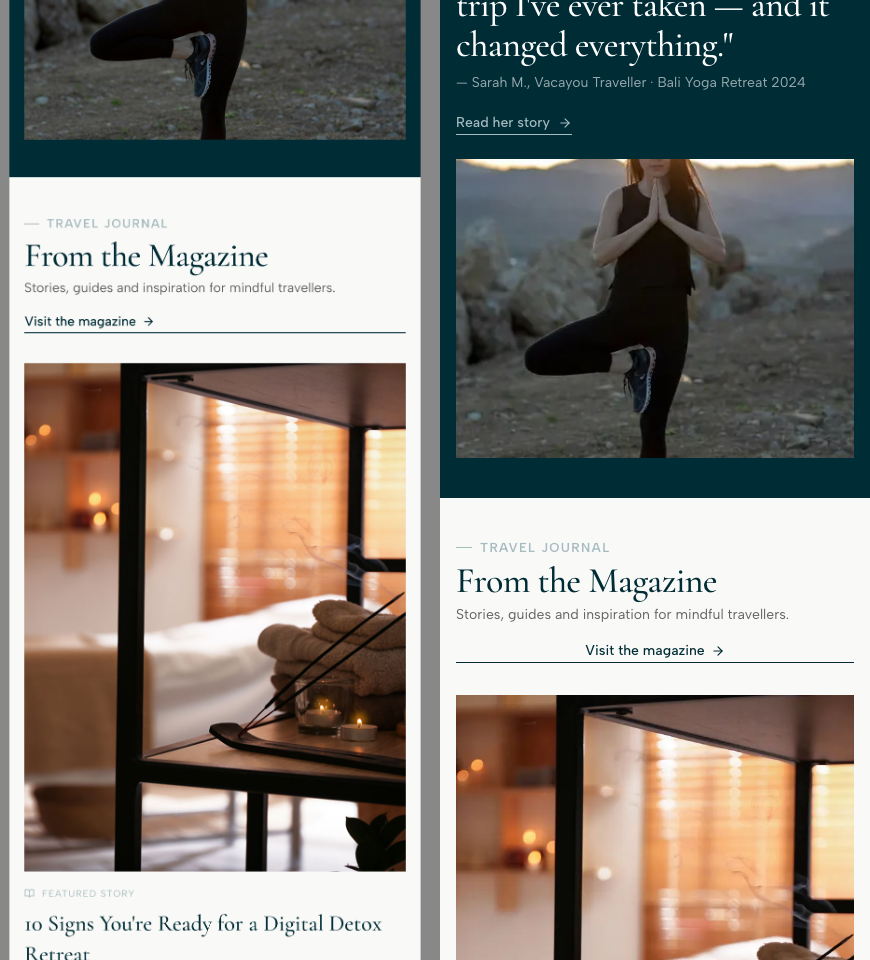 — TRAVEL JOURNAL
From the Magazine
Stories, guides and inspiration for mindful travellers.
Visit the magazine →
FEATURED STORY
10 Signs You're Ready for a Digital Detox
Retreat
trip I've ever taken — and it
changed everything."
— Sarah M., Vacayou Traveller · Bali Yoga Retreat 2024
Read her story →
— TRAVEL JOURNAL
From the Magazine
Stories, guides and inspiration for mindful travellers.
Visit the magazine →